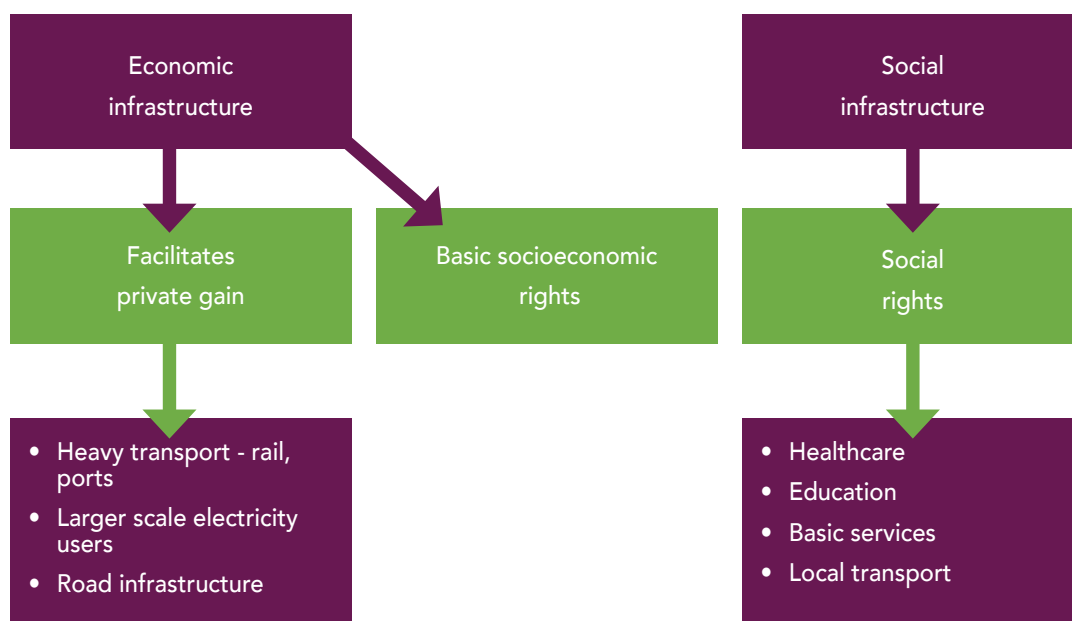 Economic
infrastructure
Social
infrastructure
Facilitates
private gain
Basic socioeconomic
rights
Social
rights
• Heavy transport - rail,
ports
• Larger scale electricity
users
• Road infrastructure
• Healthcare
• Education
• Basic services
• Local transport